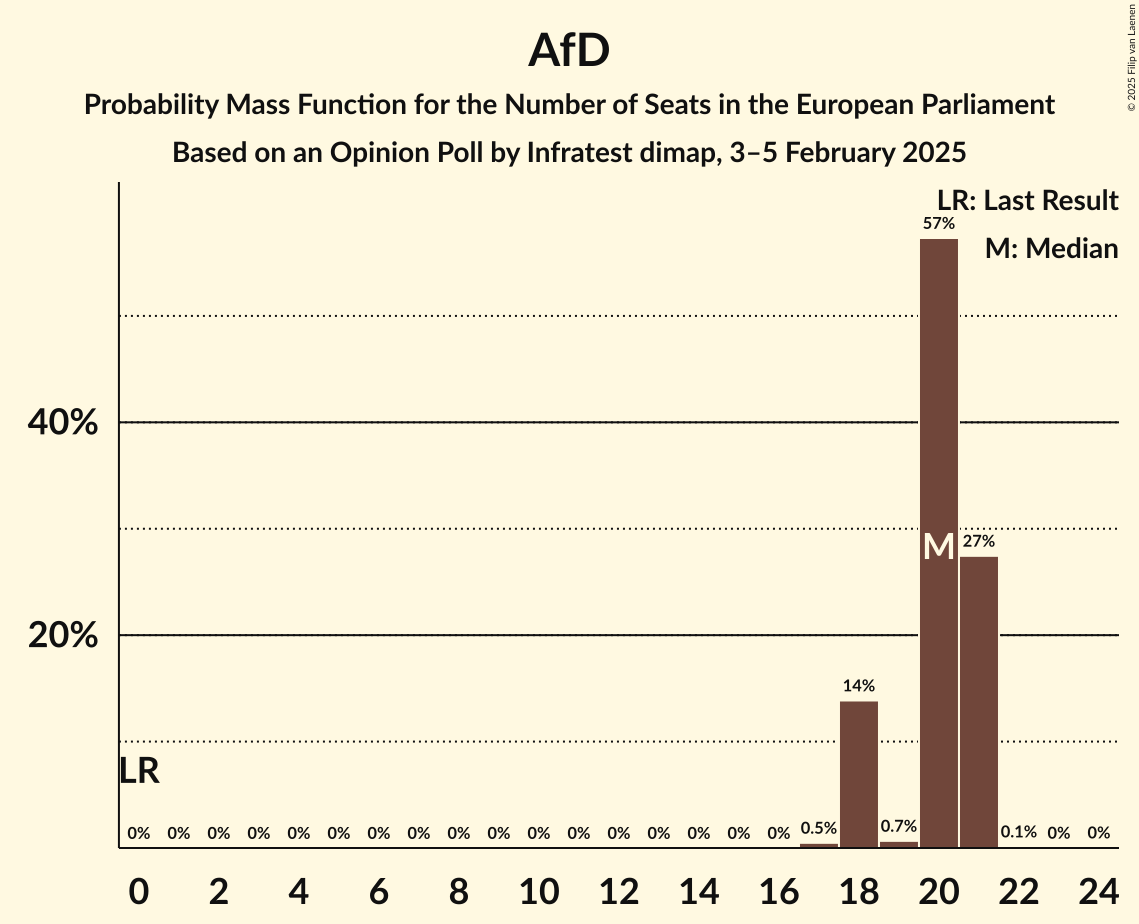 AfD
Probability Mass Function for the Number of Seats in the European Parliament
Based on an Opinion Poll by Infratest dimap, 3–5 February 2025
© 2025 Filip van Laenen
LR: Last Result
57%
M: Median
40%
M 27%
20%
14%
LR
0% 0% 0% 0% 0% 0% 0% 0% 0% 0% 0% 0% 0% 0% 0% 0% 0% 0.5% 0.7% 0.1% 0% 0%
0 2 4 6 8 10 12 14 16 18 20 22 24